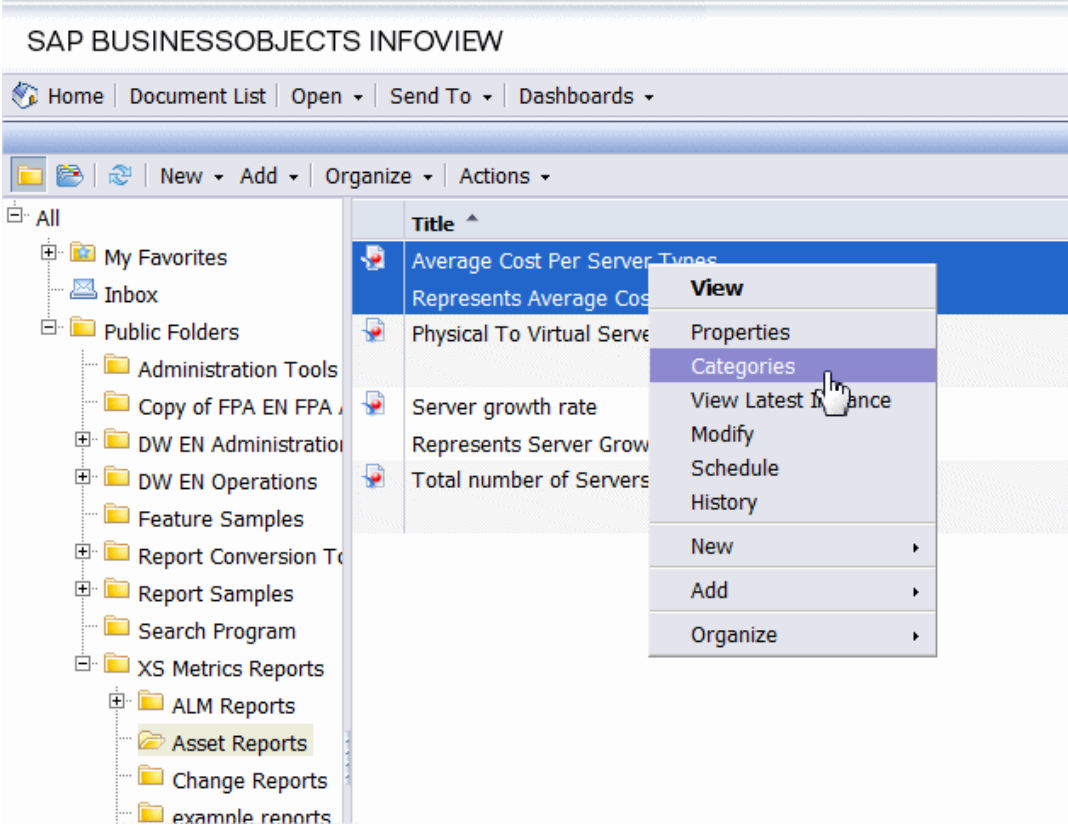 SAP BUSINESSOBJECTS INFOVIEW
Home Document List Open Send To Dashboards
New Add Organize Actions
All
My Favorites
Inbox
Public Folders
Administration Tools
Copy of FPA EN FPA
DW EN Administration
DW EN Operations
Feature Samples
Report Conversion
Report Samples
Search Program
XS Metrics Reports
ALM Reports
Asset Reports
Change Reports
example reports
Title
Average Cost Per Server Types
Represents Average Cos
Physical To Virtual Serve
Server growth rate
Represents Server Grow
Total number of Servers
View
Properties
Categories
View Latest Instance
Modify
Schedule
History
New
Add
Organize